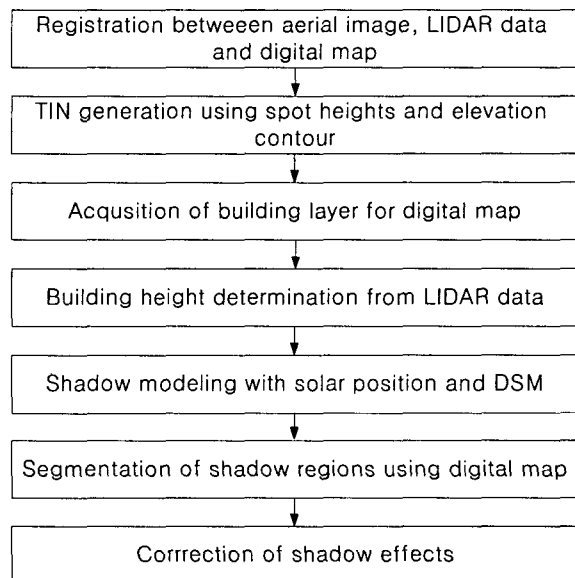 Registration betweeen aerial image, LIDAR data
and digital map
TIN generation using spot heights and elevation
contour
Acqusition of building layer for digital map
Building height determination from LIDAR data
Shadow modeling with solar position and DSM
Segmentation of shadow regions using digital map
Corrrection of shadow effects